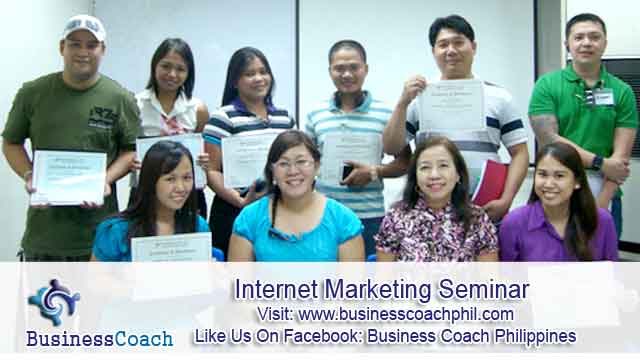 Internet Marketing Seminar
Visit: www.businesscoachphil.com
BusinessCoach
Like Us On Facebook: Business Coach Philippines